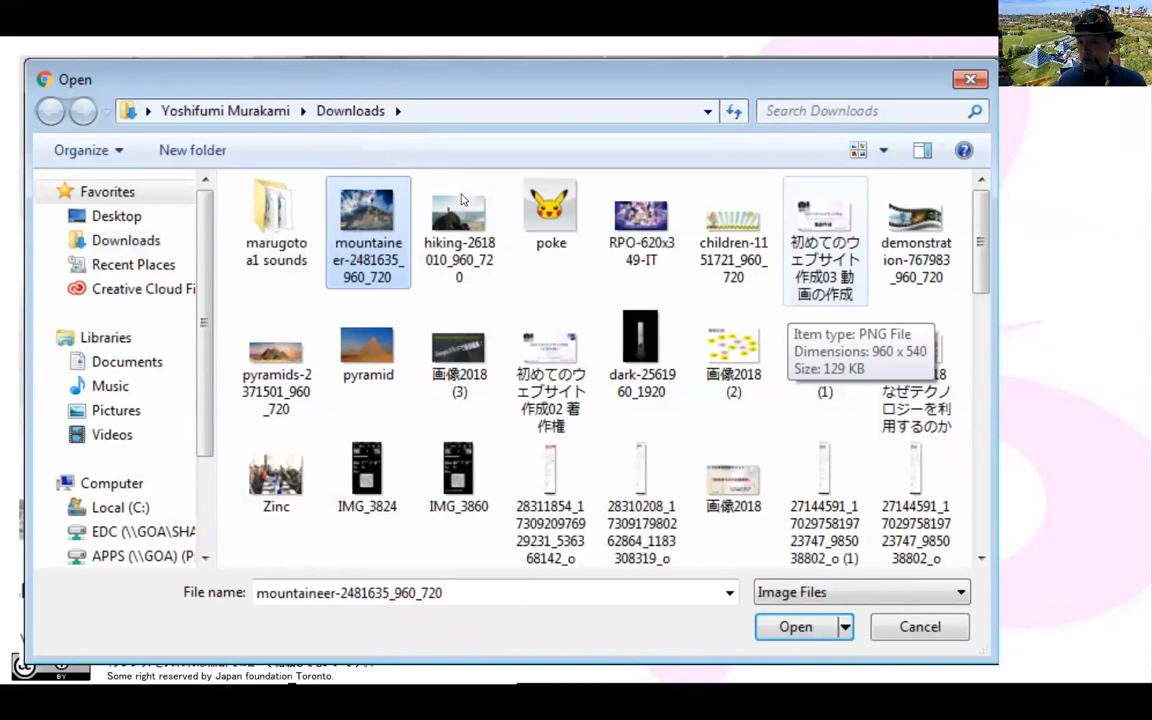 Open
Yoshifumi Murakami
Downloads
Search Downloads
Organize
New folder
Favorites
Desktop
Downloads
Recent Places
Creative Cloud Fi
Libraries
Documents
Music
Pictures
Videos
Computer
Local (C:)
EDC (\\GOA\SHA
APPS (\\GOA) (P
marugoto
a1 sounds
mountaine
er-2481635_
960_720
hiking-2618
010_960_72
0
poke
RPO-620x3
49-IT
children-11
51721_960_
720
初めてのウ
ェブサイト
作成03 動
画の作成
demonstrat
ion-767983
_960_720
pyramids-2
371501_960
_720
pyramid
画像2018
(3)
初めてのウ
ェブサイト
作成02 著
作権
dark-25619
60_1920
画像2018
(2)
(1)
なぜテクノ
ロジーを利
用するのか
Item type: PNG File
Dimensions: 960 x 540
Size: 129 KB
Zinc
IMG_3824
IMG_3860
28311854_1
7309209769
29231_5363
68142_o
28310208_1
7309179802
62864_1183
308319_o
画像2018
27144591_1
7029758197
23747_9850
38802_o (1)
27144591_1
7029758197
23747_9850
38802_o
File name:
mountaineer-2481635_960_720
Image Files
Open
Cancel
cc
BY
Some right reserved by Japan foundation Toronto.